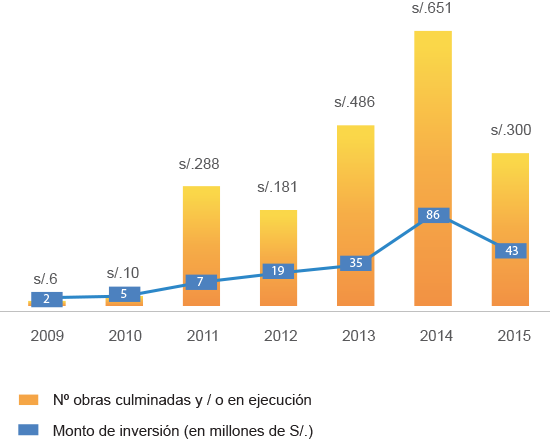 s/.651
s/.486
s/.300
s/.288
s/.181
s/.10
s/.6
86
43
35
19
7
5
2
2009 2010 2011 2012 2013 2014 2015
Nº obras culminadas y / o en ejecución
Monto de inversión (en millones de S/.)